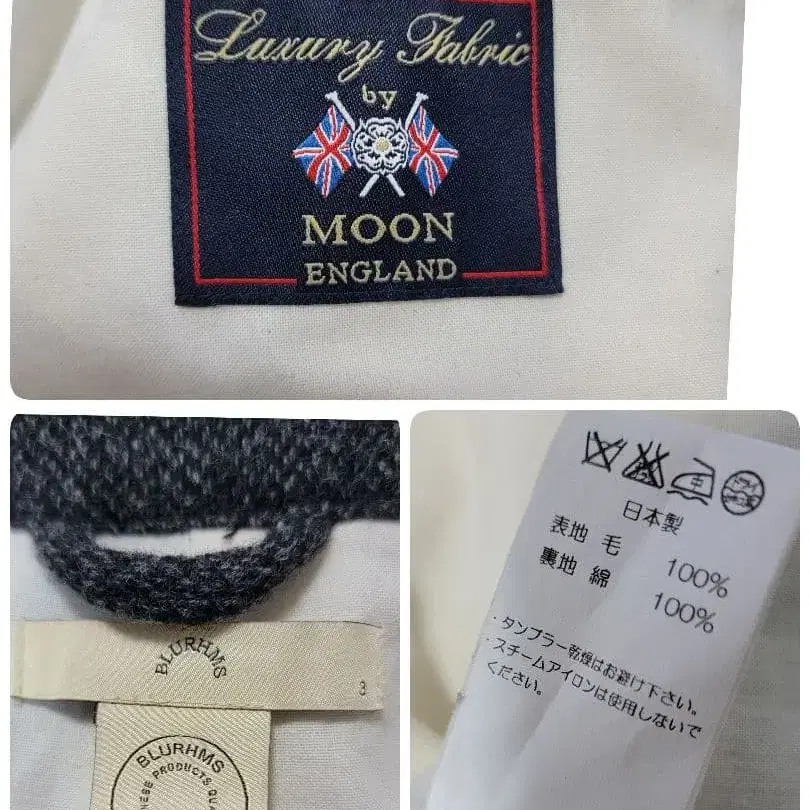 Luxury Fabric
by
MOON
ENGLAND
BLURHMS
3
BLURHMS
PRODUCTS
日本製
表地 毛 100%
裏地 綿 100%
・タンブラー乾燥はお避け下さい。
・スチームアイロンは使用しないで
ください。